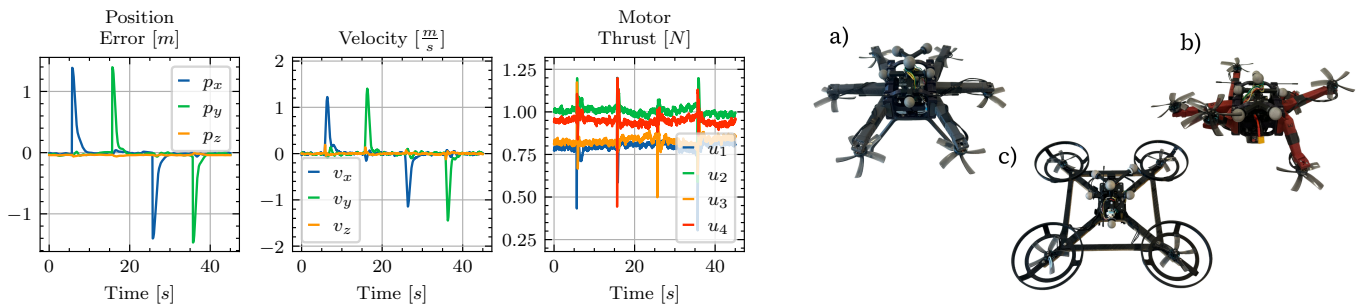 Position
Error [m]
1
0
−1
0
20
40
Time [s]
p_x
p_y
p_z
Velocity [m/s]
2
1
0
−1
−2
0
20
40
Time [s]
v_x
v_y
v_z
Motor
Thrust [N]
1.25
1.00
0.75
0.50
0.25
0
20
40
Time [s]
u_1
u_2
u_3
u_4
a)
b)
c)